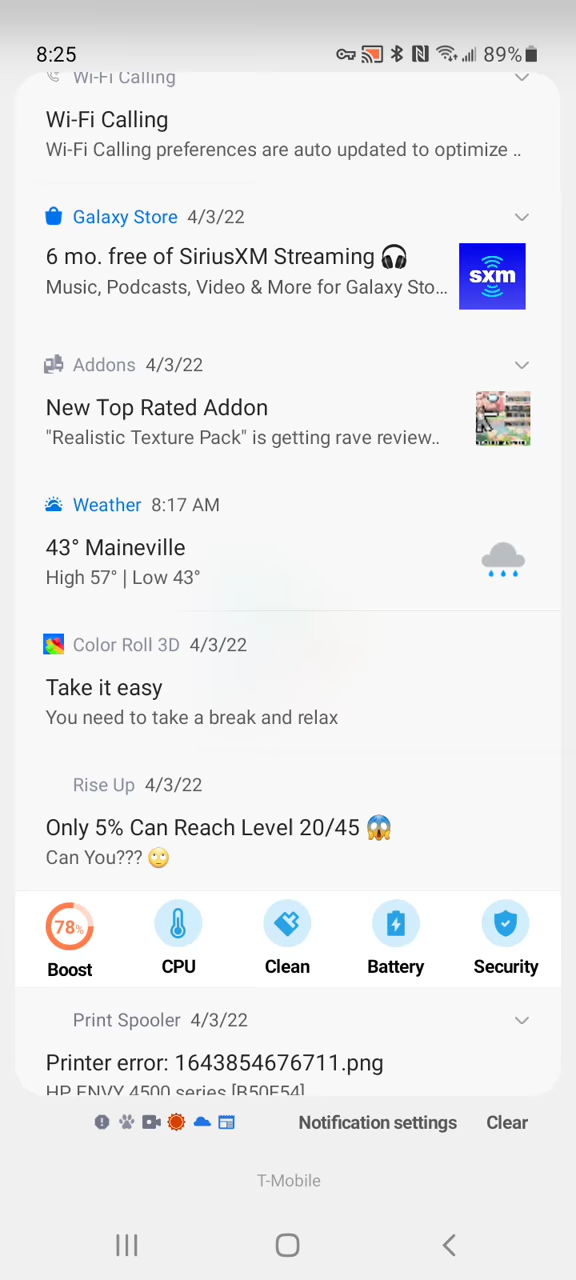 8:25
89%
Wi-Fi Calling
Wi-Fi Calling
Wi-Fi Calling preferences are auto updated to optimize ..
Galaxy Store 4/3/22
6 mo. free of SiriusXM Streaming 🎧
Music, Podcasts, Video & More for Galaxy Sto...
sxm
Addons 4/3/22
New Top Rated Addon
"Realistic Texture Pack" is getting rave review..
Weather 8:17 AM
43° Maineville
High 57° | Low 43°
Color Roll 3D 4/3/22
Take it easy
You need to take a break and relax
Rise Up 4/3/22
Only 5% Can Reach Level 20/45 😱
Can You??? 🙄
78%
Boost
CPU
Clean
Battery
Security
Print Spooler 4/3/22
Printer error: 1643854676711.png
HP ENVY 4500 series [B50F54]
Notification settings
Clear
T-Mobile